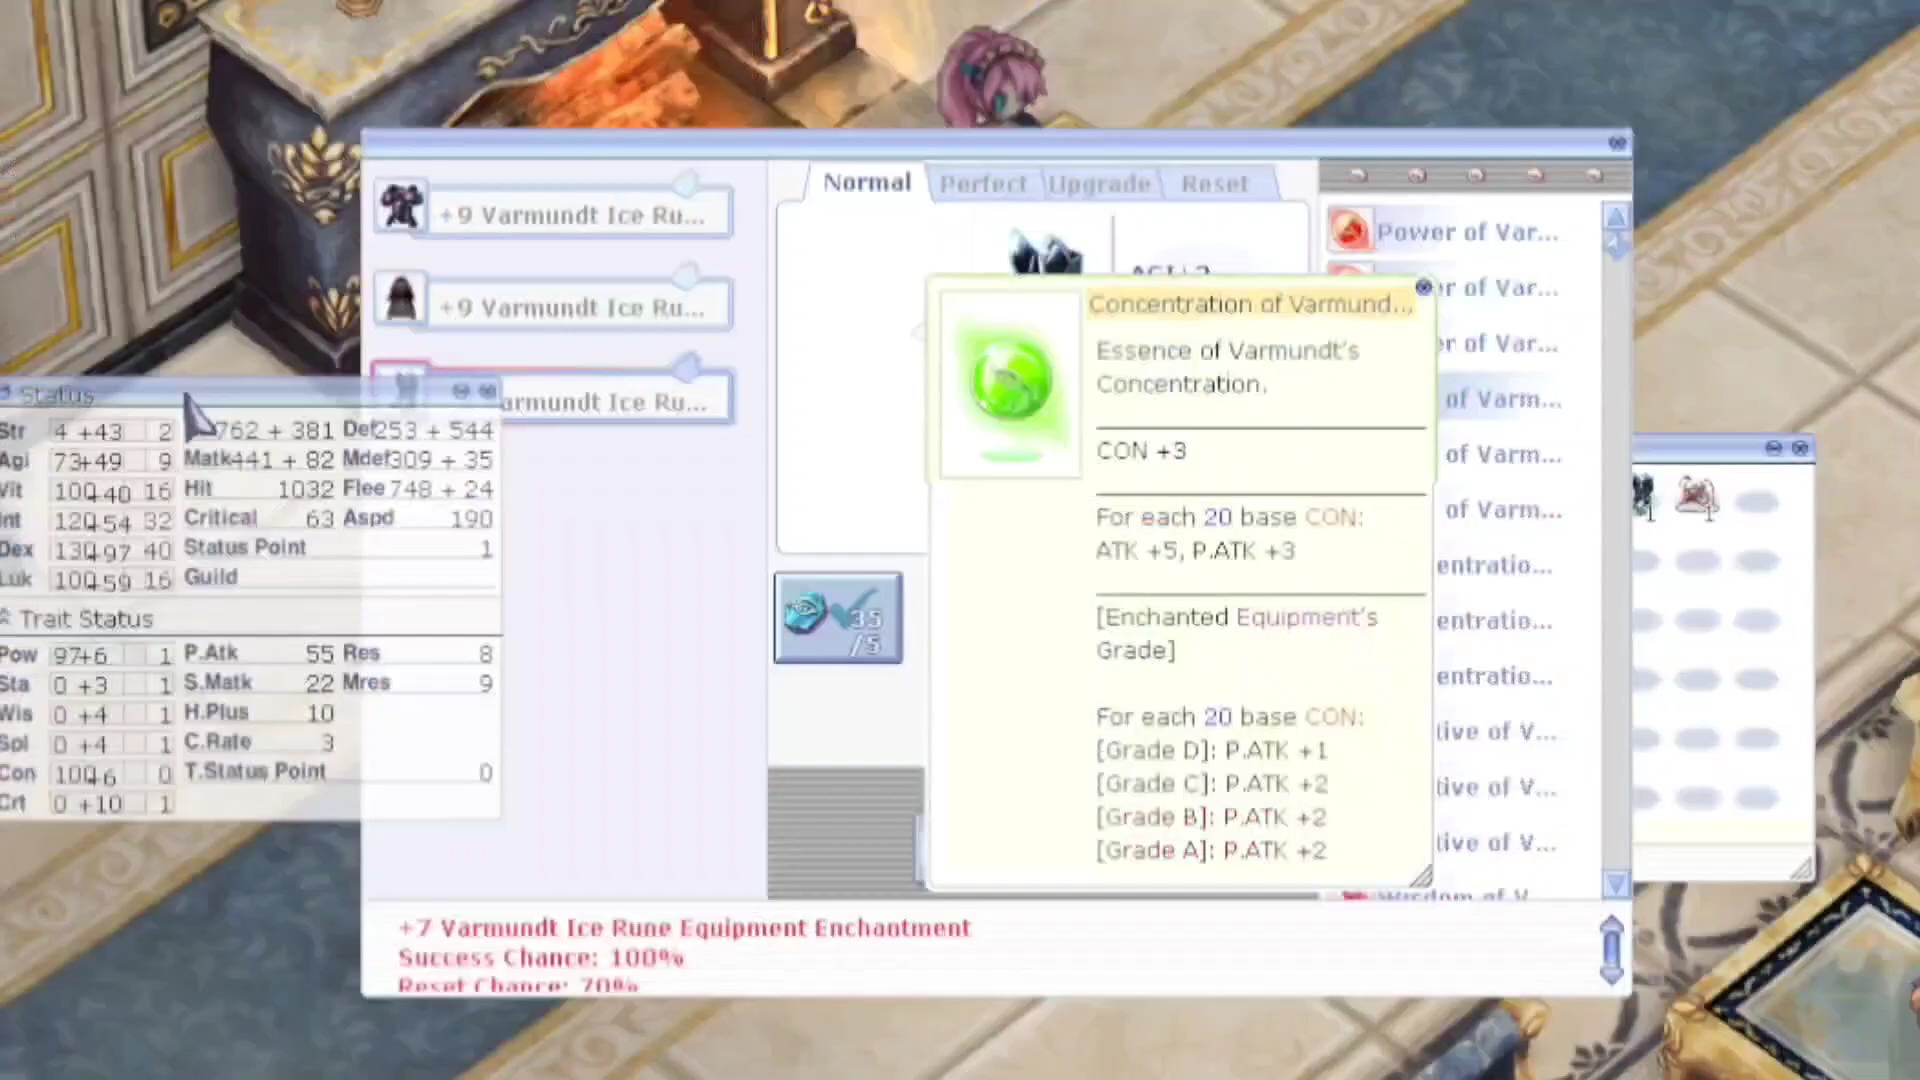 +9 Varmundt Ice Ru...
+9 Varmundt Ice Ru...
armundt Ice Ru...
Normal
Perfect
Upgrade
Reset
Power of Var...
r of Var...
r of Var...
of Varm...
of Varm...
of Varm...
entratio...
entratio...
entratio...
tive of V...
tive of V...
tive of V...
Wisdom of V
AGI+3
35
/5
Concentration of Varmund...
Essence of Varmundt's
Concentration.
CON +3
For each 20 base CON:
ATK +5, P.ATK +3
[Enchanted Equipment's
Grade]
For each 20 base CON:
[Grade D]: P.ATK +1
[Grade C]: P.ATK +2
[Grade B]: P.ATK +2
[Grade A]: P.ATK +2
Status
Str 4 +43 2 762 + 381 Def 253 + 544
Agi 73+49 9 Matk 441 + 82 Mdef 309 + 35
Vit 100+40 16 Hit 1032 Flee 748 + 24
Int 120+54 32 Critical 63 Aspd 190
Dex 130+97 40 Status Point 1
Luk 100+59 16 Guild
Trait Status
Pow 97+6 1 P.Atk 55 Res 8
Sta 0 +3 1 S.Matk 22 Mres 9
Wis 0 +4 1 H.Plus 10
Spl 0 +4 1 C.Rate 3
Con 100+6 0 T.Status Point 0
Crt 0 +10 1
1 1
+7 Varmundt Ice Rune Equipment Enchantment
Success Chance: 100%
Reset Chance: 70%